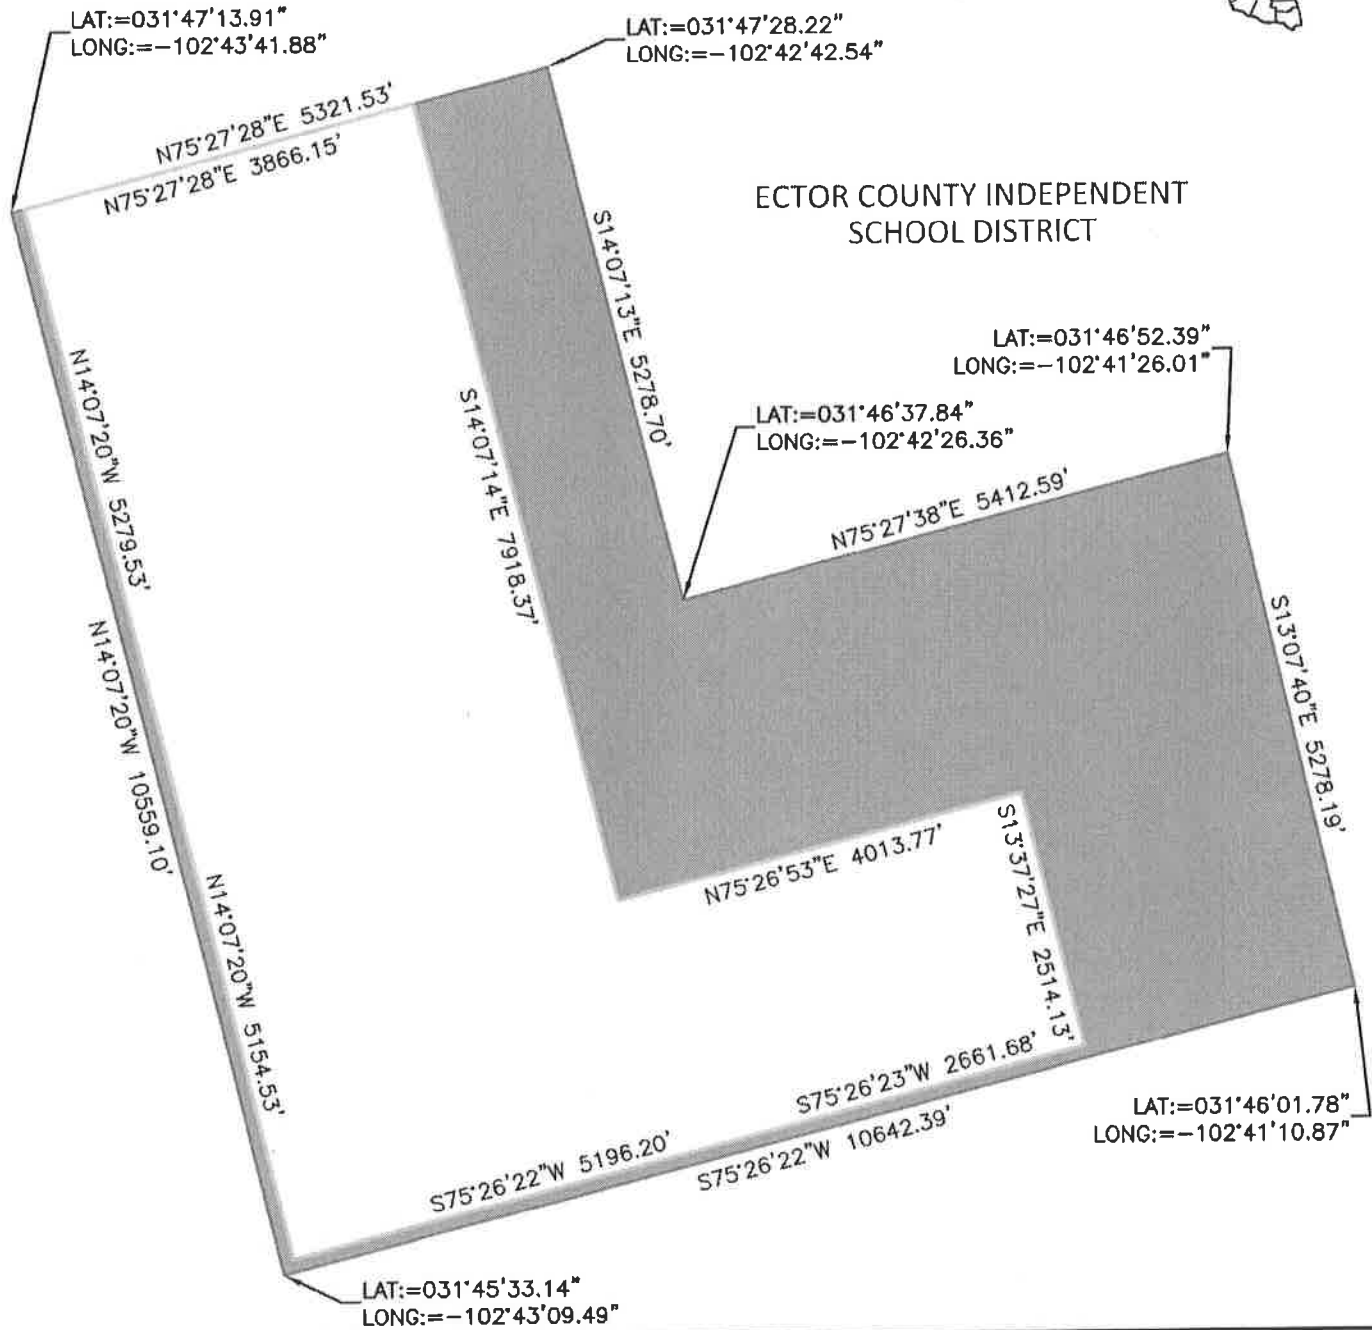 LAT:=031°47'13.91"
LONG:=-102°43'41.88"
LAT:=031°47'28.22"
LONG:=-102°42'42.54"
N75°27'28"E 5321.53'
N75°27'28"E 3866.15'
ECTOR COUNTY INDEPENDENT
SCHOOL DISTRICT
S14°07'13"E 5278.70'
LAT:=031°46'52.39"
LONG:=-102°41'26.01"
LAT:=031°46'37.84"
LONG:=-102°42'26.36"
N14°07'20"W 5279.53'
S14°07'14"E 7918.37'
N75°27'38"E 5412.59'
S13°07'40"E 5278.19'
N14°07'20"W 10559.10'
N75°26'53"E 4013.77'
S13°37'27"E 2514.13'
N14°07'20"W 5154.53'
S75°26'23"W 2661.68'
S75°26'22"W 5196.20'
S75°26'22"W 10642.39'
LAT:=031°46'01.78"
LONG:=-102°41'10.87"
LAT:=031°45'33.14"
LONG:=-102°43'09.49"